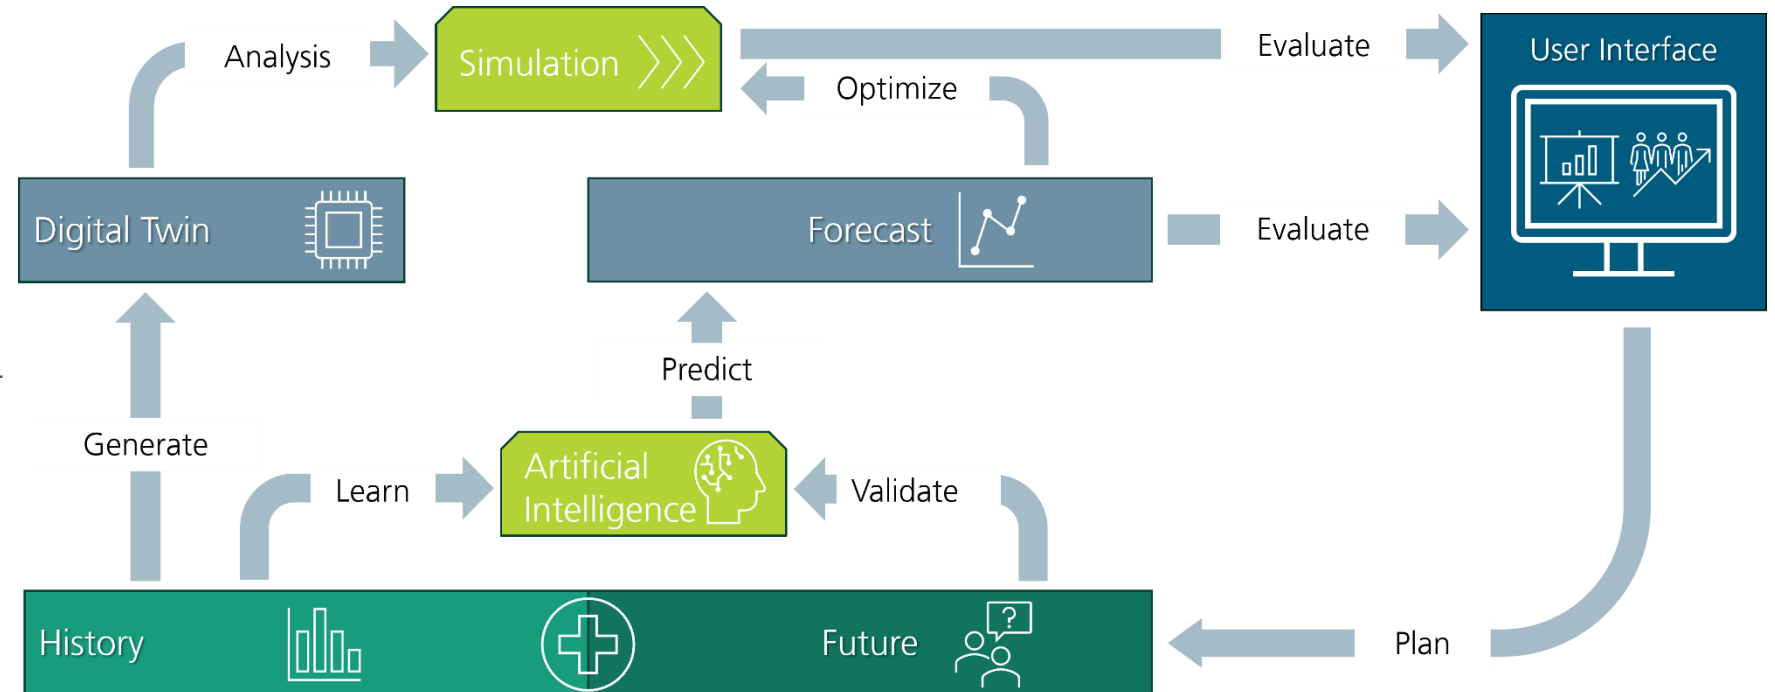 Analysis
Simulation
Evaluate
User Interface
Optimize
Digital Twin
Forecast
Evaluate
Predict
Generate
Learn
Artificial
Intelligence
Validate
History
Future
?
Plan